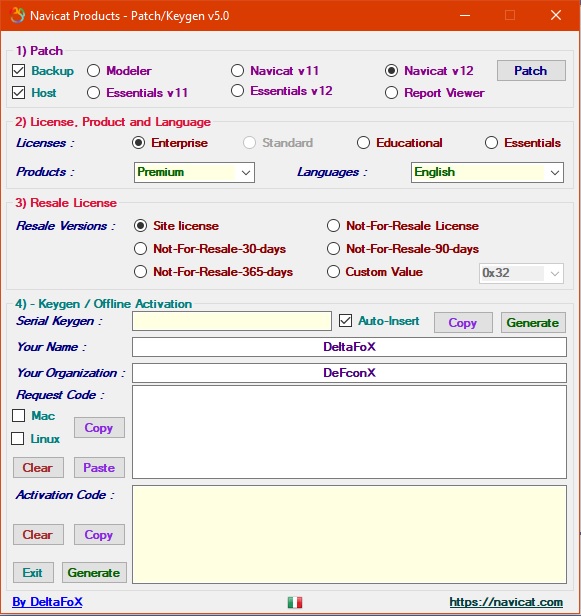 Navicat Products - Patch/Keygen v5.0
1) Patch
Backup Modeler Navicat v11 Navicat v12 Patch
Host Essentials v11 Essentials v12 Report Viewer
2) License, Product and Language
Licenses : Enterprise Standard Educational Essentials
Products : Premium Languages : English
3) Resale License
Resale Versions : Site license Not-For-Resale License
Not-For-Resale-30-days Not-For-Resale-90-days
Not-For-Resale-365-days Custom Value 0x32
4) - Keygen / Offline Activation
Serial Keygen : Auto-Insert Copy Generate
Your Name : DeltaFoX
Your Organization : DeFconX
Request Code :
Mac
Copy
Linux
Clear Paste
Activation Code :
Clear Copy
Exit Generate
By DeltaFoX https://navicat.com